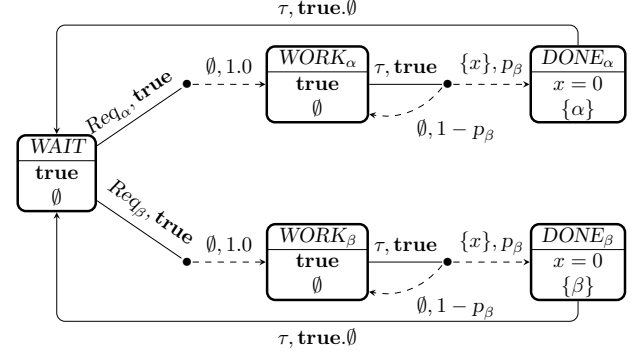 τ, true.∅
WORK_α
true
∅
DONE_α
x = 0
{α}
∅, 1.0
τ, true
{x}, p_β
∅, 1 − p_β
Req_α, true
WAIT
true
∅
Req_β, true
∅, 1.0
WORK_β
true
∅
τ, true
{x}, p_β
DONE_β
x = 0
{β}
∅, 1 − p_β
τ, true.∅